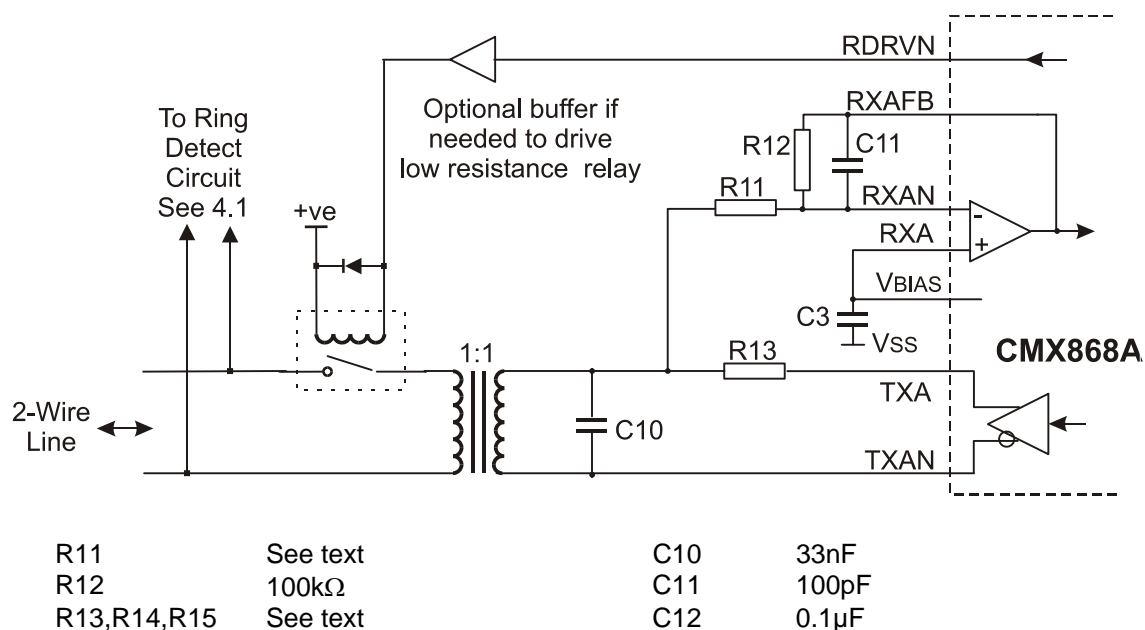 RDRVN
Optional buffer if
needed to drive
low resistance relay
To Ring
Detect
Circuit
See 4.1
+ve
RXAFB
R12
C11
R11
RXAN
-
RXA
+
VBIAS
C3
VSS
CMX868A
1:1
R13
TXA
2-Wire
Line
C10
TXAN
R11 See text C10 33nF
R12 100kΩ C11 100pF
R13,R14,R15 See text C12 0.1µF